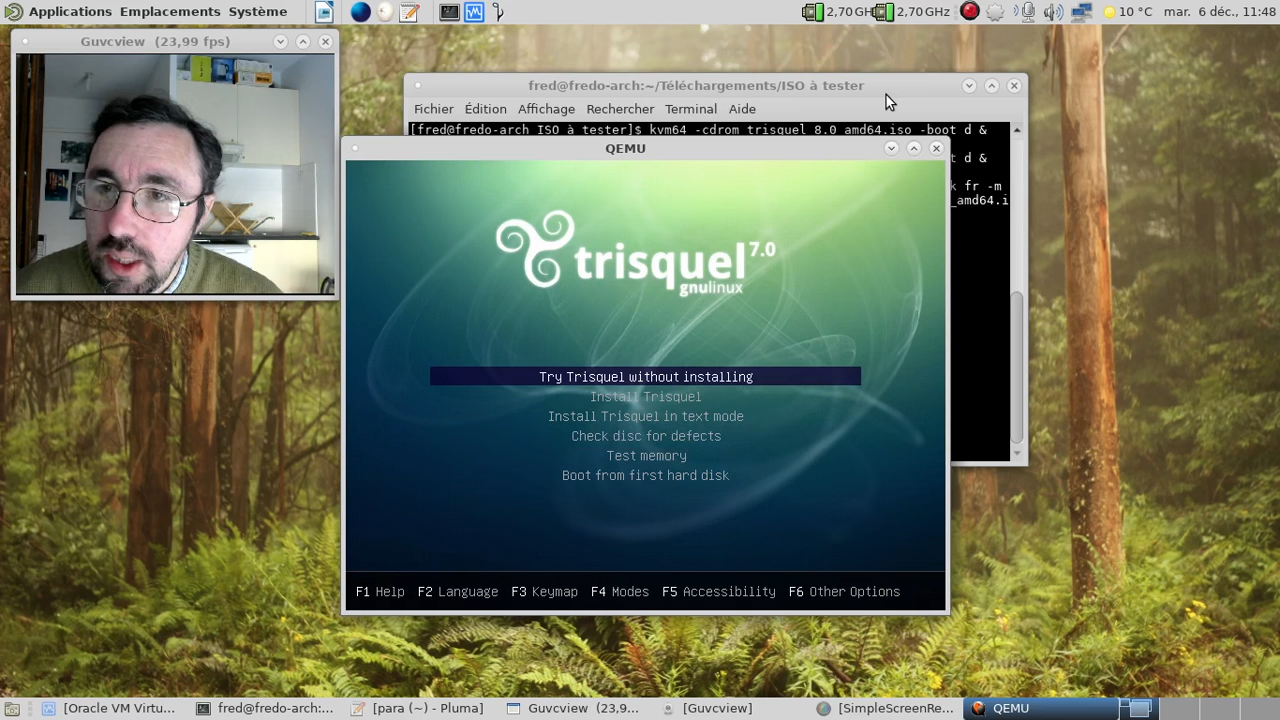 Applications Emplacements Système
2,70 GH 2,70 GHz 10 °C mar. 6 déc., 11:48
Guvcview (23,99 fps)
fred@fredo-arch:~/Téléchargements/ISO à tester
Fichier Édition Affichage Rechercher Terminal Aide
[fred@fredo-arch ISO à tester]$ kvm64 -cdrom trisquel_8.0_amd64.iso -boot d &
t d &
k fr -m
_amd64.i
QEMU
trisquel 7.0
gnulinux
Try Trisquel without installing
Install Trisquel
Install Trisquel in text mode
Check disc for defects
Test memory
Boot from first hard disk
F1 Help F2 Language F3 Keymap F4 Modes F5 Accessibility F6 Other Options
[Oracle VM Virtu... fred@fredo-arch:... [para (~) - Pluma] Guvcview (23,9... [Guvcview] [SimpleScreenRe... QEMU